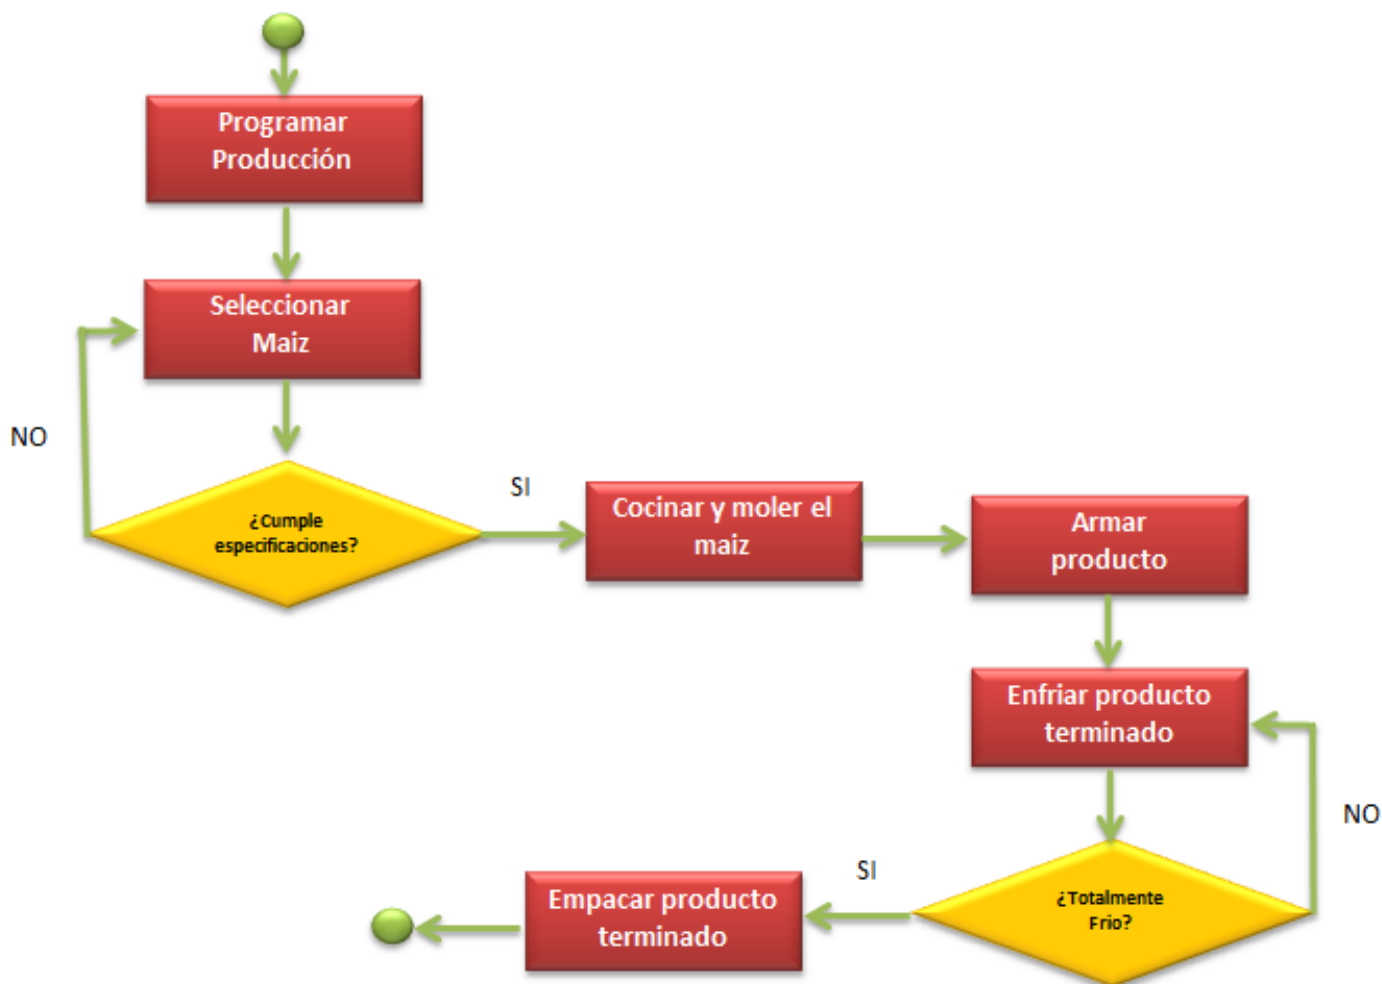 Programar
Producción
Seleccionar
Maiz
NO
¿Cumple
especificaciones?
SI
Cocinar y moler el
maiz
Armar
producto
Enfriar producto
terminado
NO
¿Totalmente
Frio?
SI
Empacar producto
terminado